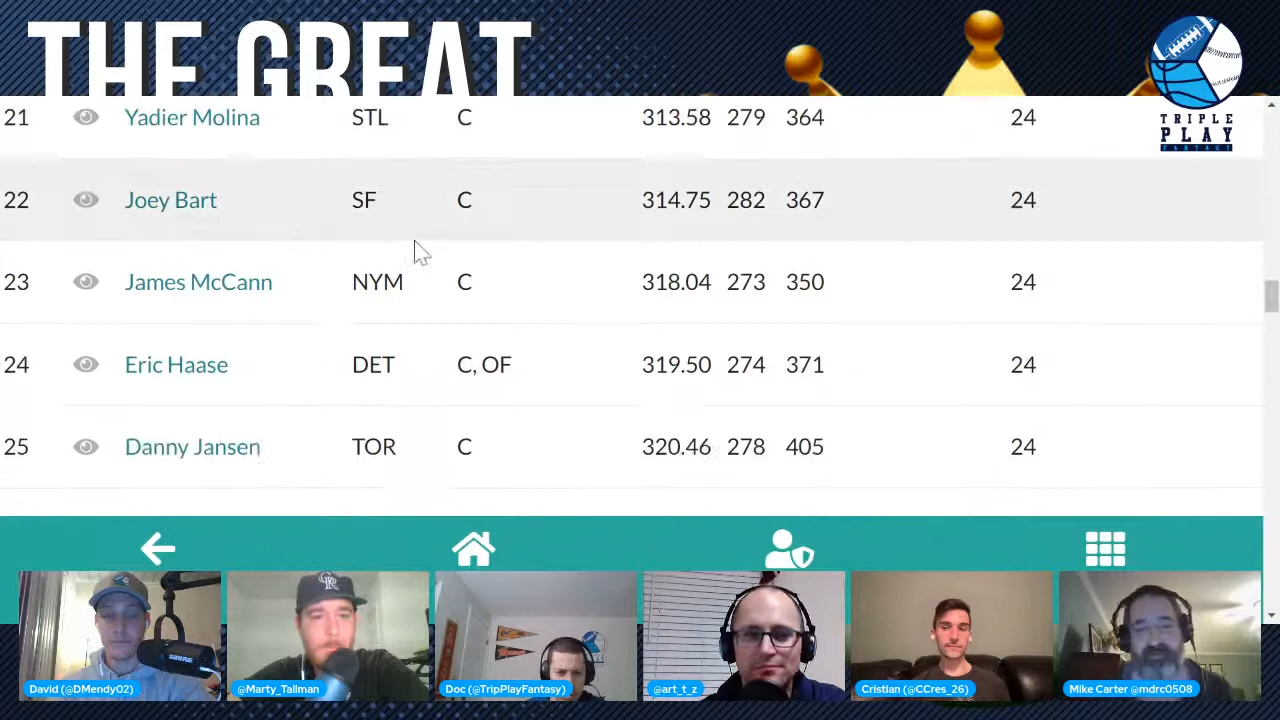 THE GREAT
TRIPLE
PLAY
FANTASY
21 Yadier Molina STL C 313.58 279 364 24
22 Joey Bart SF C 314.75 282 367 24
23 James McCann NYM C 318.04 273 350 24
24 Eric Haase DET C, OF 319.50 274 371 24
25 Danny Jansen TOR C 320.46 278 405 24
David (@DMendy02)
@Marty_Tallman
Doc (@TripPlayFantasy)
@art_t_z
Cristian (@CCres_26)
Mike Carter @mdrc0508